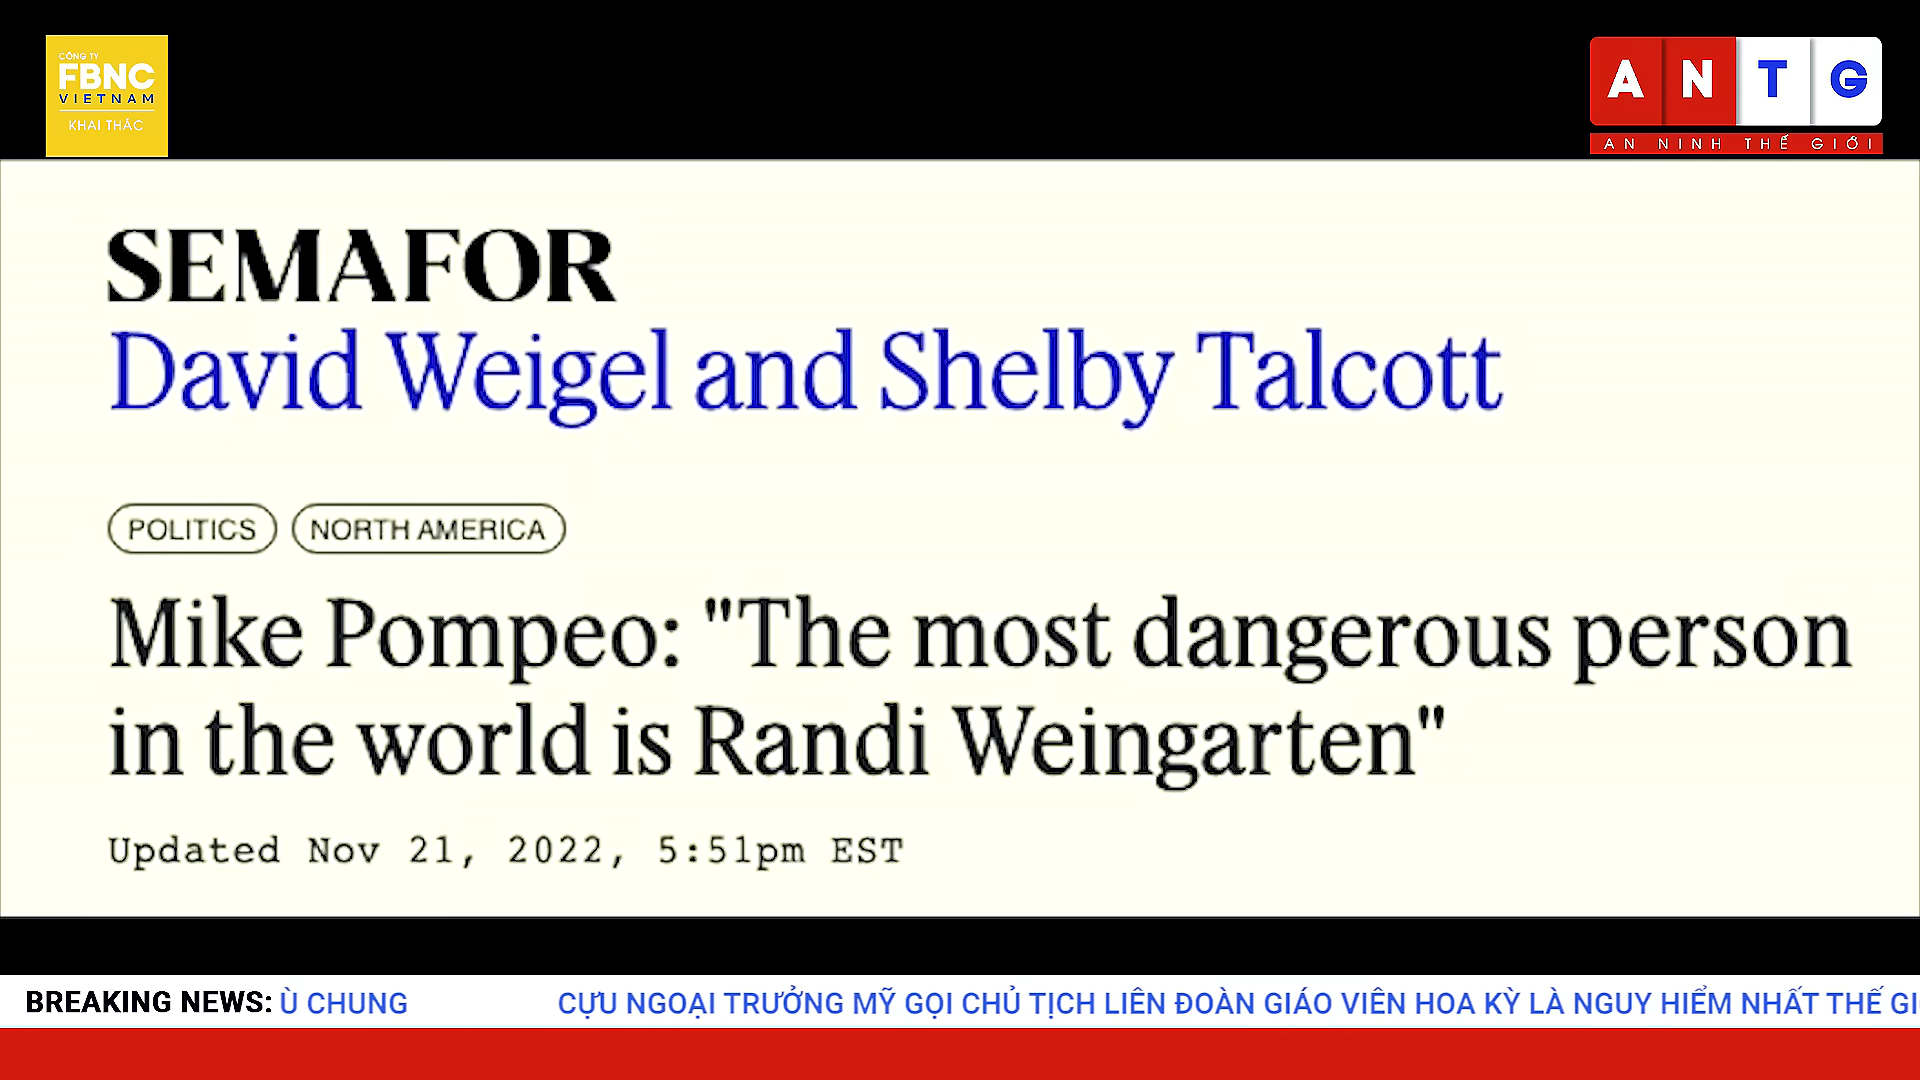 CÔNG TY
FBNC
VIETNAM
KHAI THÁC
A N T G
AN NINH THẾ GIỚI
SEMAFOR
David Weigel and Shelby Talcott
POLITICS NORTH AMERICA
Mike Pompeo: "The most dangerous person
in the world is Randi Weingarten"
Updated Nov 21, 2022, 5:51pm EST
BREAKING NEWS: Ù CHUNG CỰU NGOẠI TRƯỞNG MỸ GỌI CHỦ TỊCH LIÊN ĐOÀN GIÁO VIÊN HOA KỲ LÀ NGUY HIỂM NHẤT THẾ GI